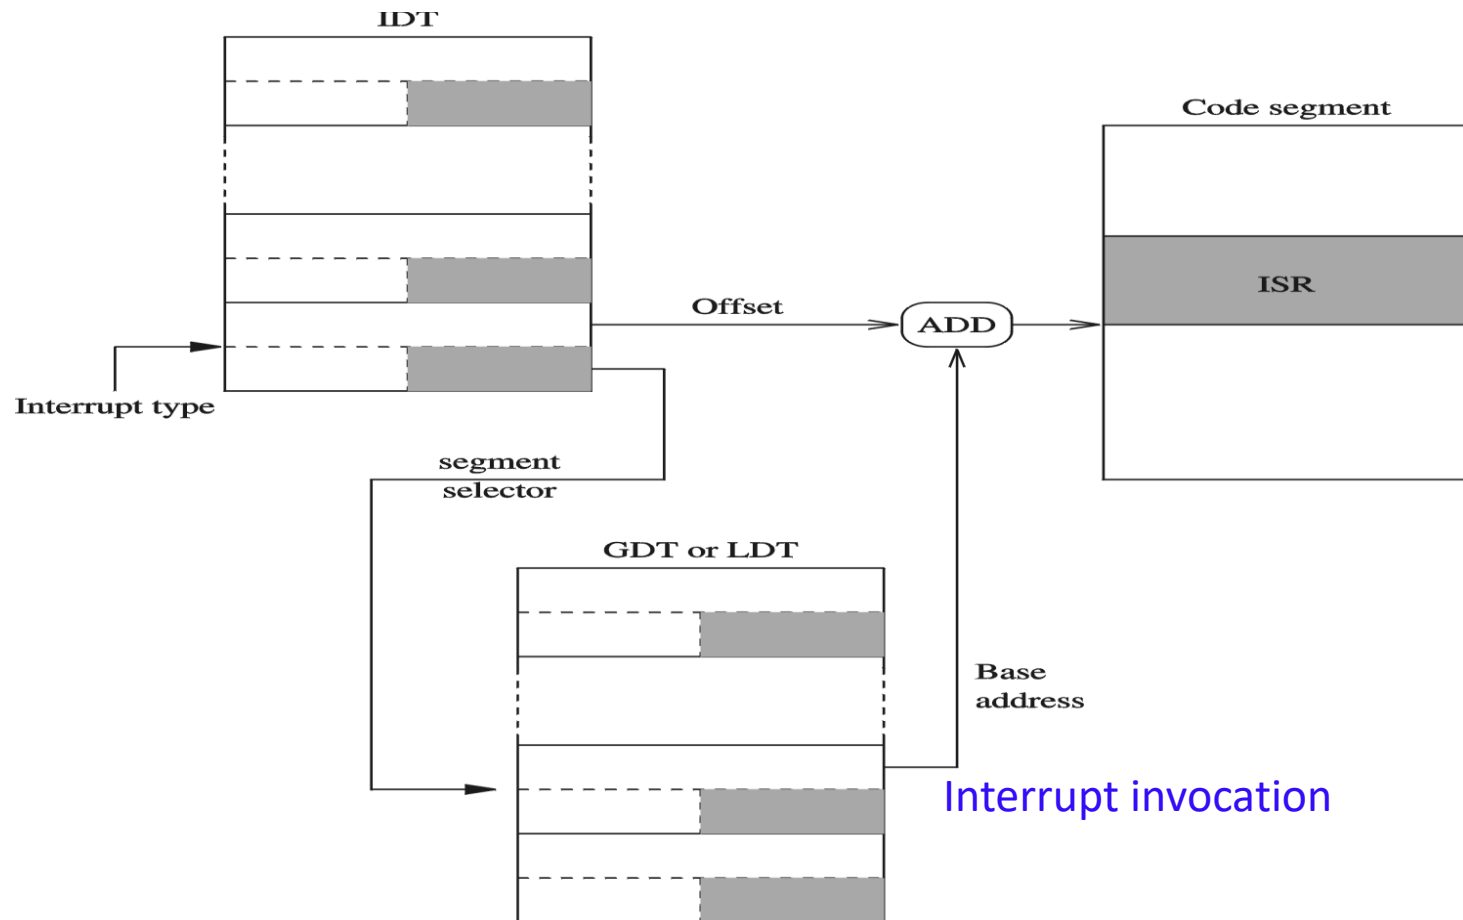 IDT
Code segment
ISR
Offset
ADD
Interrupt type
segment
selector
GDT or LDT
Base
address
Interrupt invocation